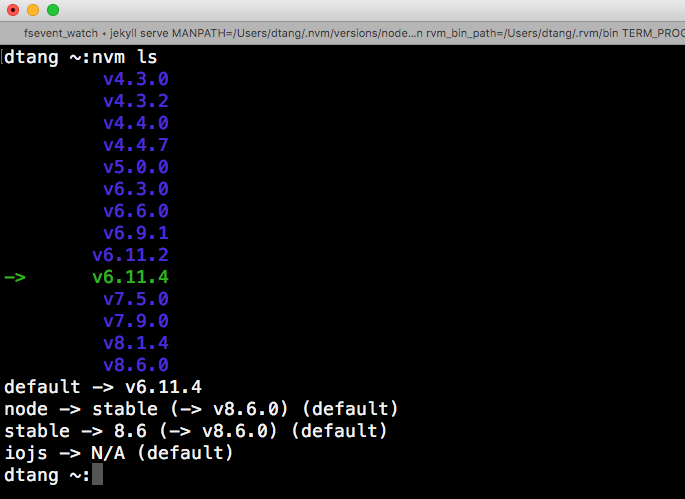 fsevent_watch ◂ jekyll serve MANPATH=/Users/dtang/.nvm/versions/node...n rvm_bin_path=/Users/dtang/.rvm/bin TERM_PROG
dtang ~:nvm ls
v4.3.0
v4.3.2
v4.4.0
v4.4.7
v5.0.0
v6.3.0
v6.6.0
v6.9.1
v6.11.2
-> v6.11.4
v7.5.0
v7.9.0
v8.1.4
v8.6.0
default -> v6.11.4
node -> stable (-> v8.6.0) (default)
stable -> 8.6 (-> v8.6.0) (default)
iojs -> N/A (default)
dtang ~: